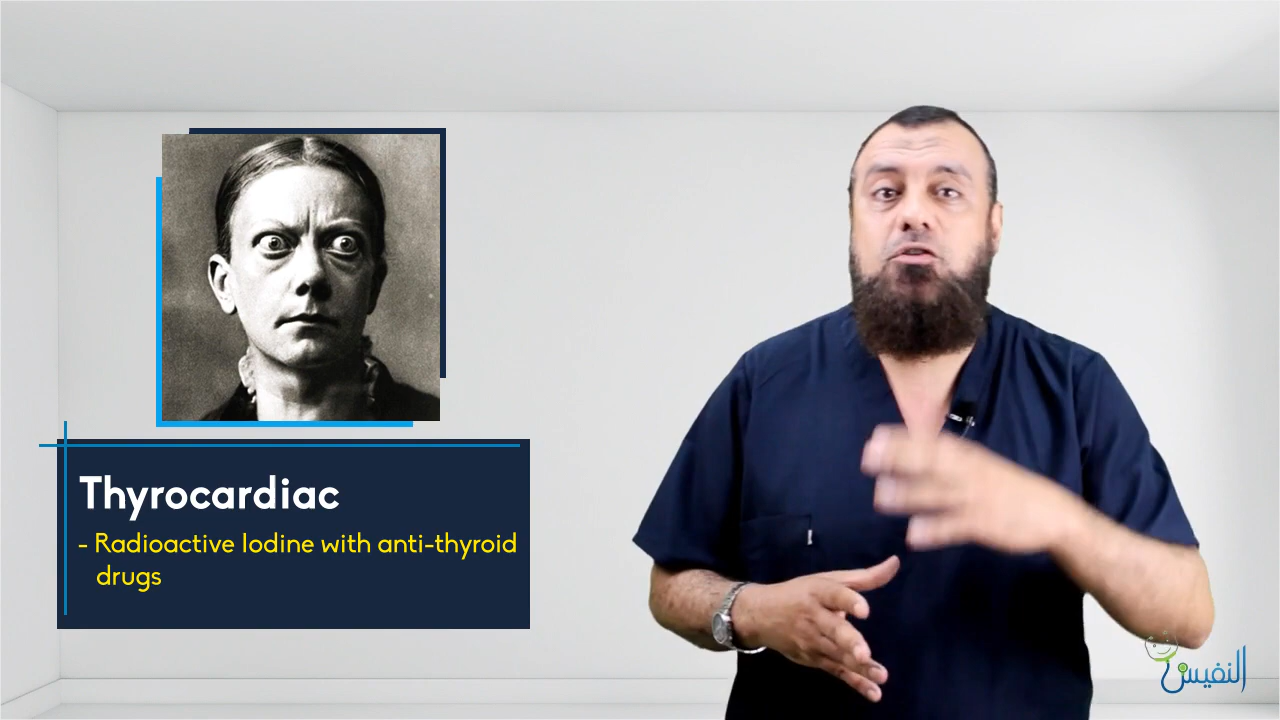 Thyrocardiac
- Radioactive Iodine with anti-thyroid
drugs
النفيس